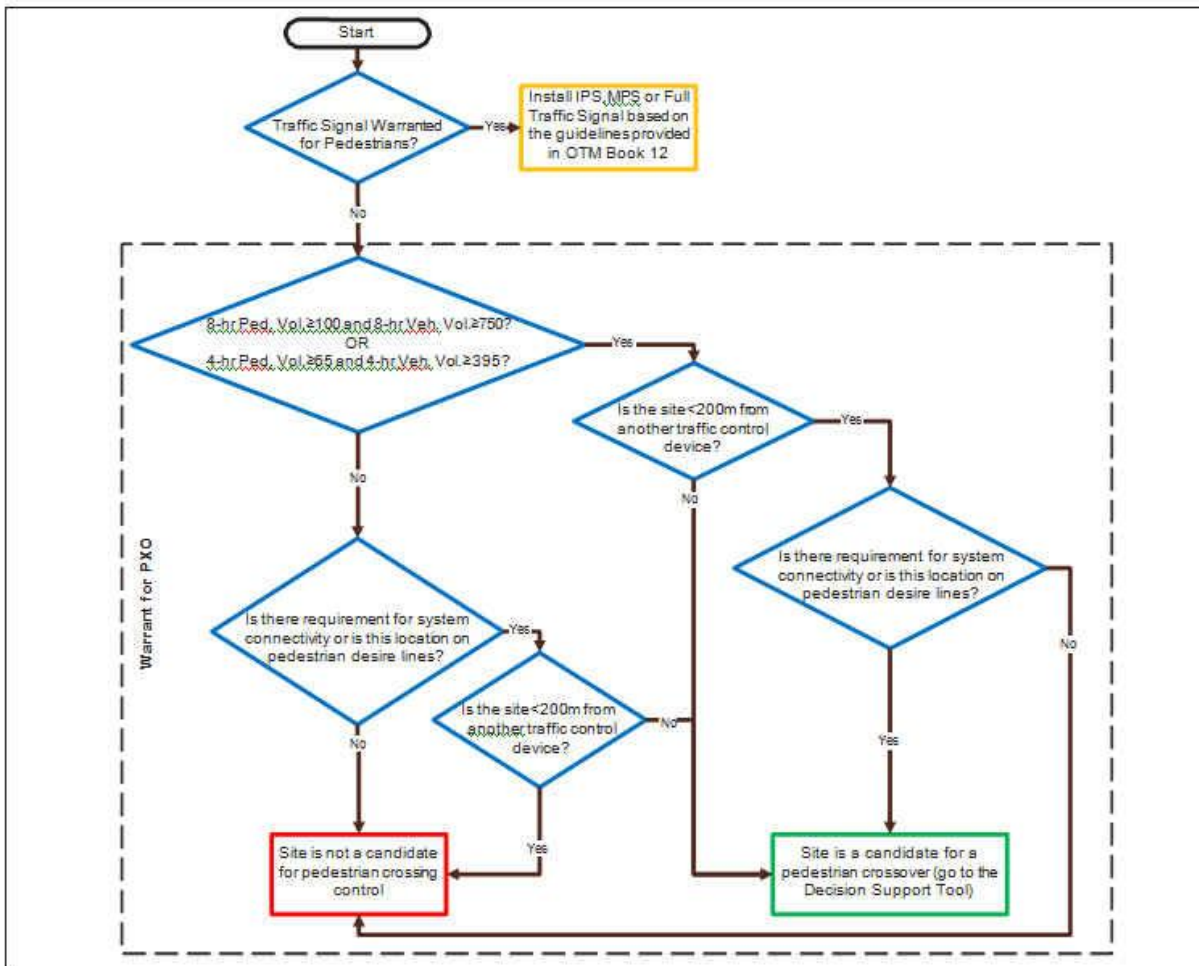 Start
Traffic Signal Warranted
for Pedestrians?
Yes
Install IPS,MPS or Full
Traffic Signal based on
the guidelines provided
in OTM Book 12
No
8-hr Ped. Vol.≥100 and 8-hr Veh. Vol.≥750?
OR
4-hr Ped. Vol.≥65 and 4-hr Veh. Vol.≥395?
Yes
Is the site<200m from
another traffic control
device?
Yes
No
No
Is there requirement for system
connectivity or is this location on
pedestrian desire lines?
No
Yes
Warrant for PXO
Is there requirement for system
connectivity or is this location on
pedestrian desire lines?
Yes
No
Is the site<200m from
another traffic control
device?
No
Yes
Site is not a candidate
for pedestrian crossing
control
Site is a candidate for a
pedestrian crossover (go to the
Decision Support Tool)